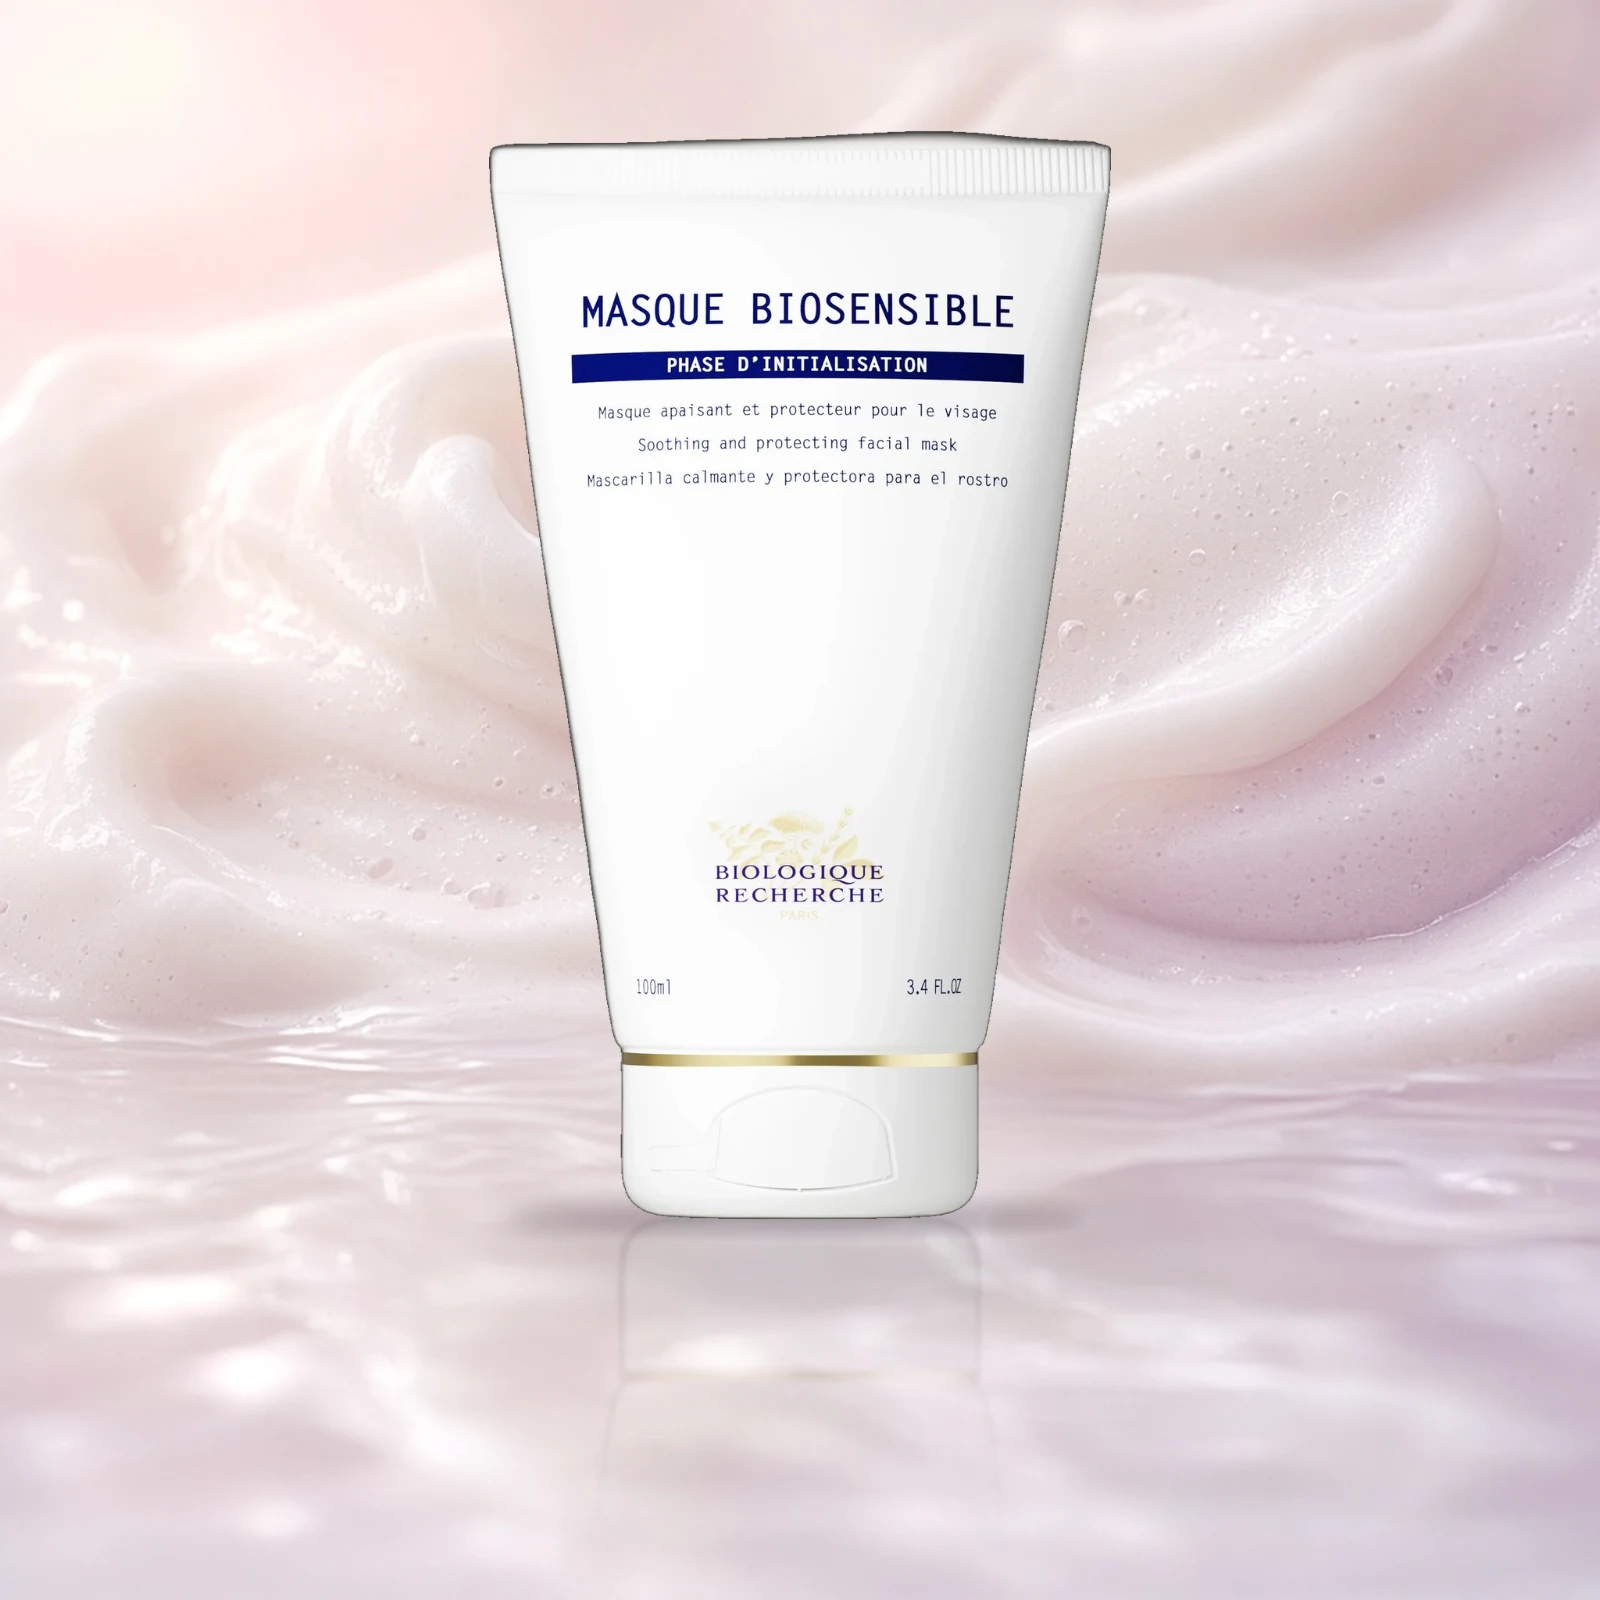 MASQUE BIOSENSIBLE
PHASE D'INITIALISATION
Masque apaisant et protecteur pour le visage
Soothing and protecting facial mask
Mascarilla calmante y protectora para el rostro
BIOLOGIQUE
RECHERCHE
PARIS
100ml 3.4 FL.OZ